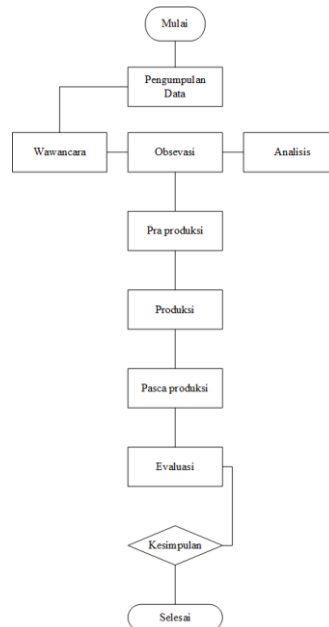 Mulai
Pengumpulan
Data
Wawancara
Obsevasi
Analisis
Pra produksi
Produksi
Pasca produksi
Evaluasi
Kesimpulan
Selesai